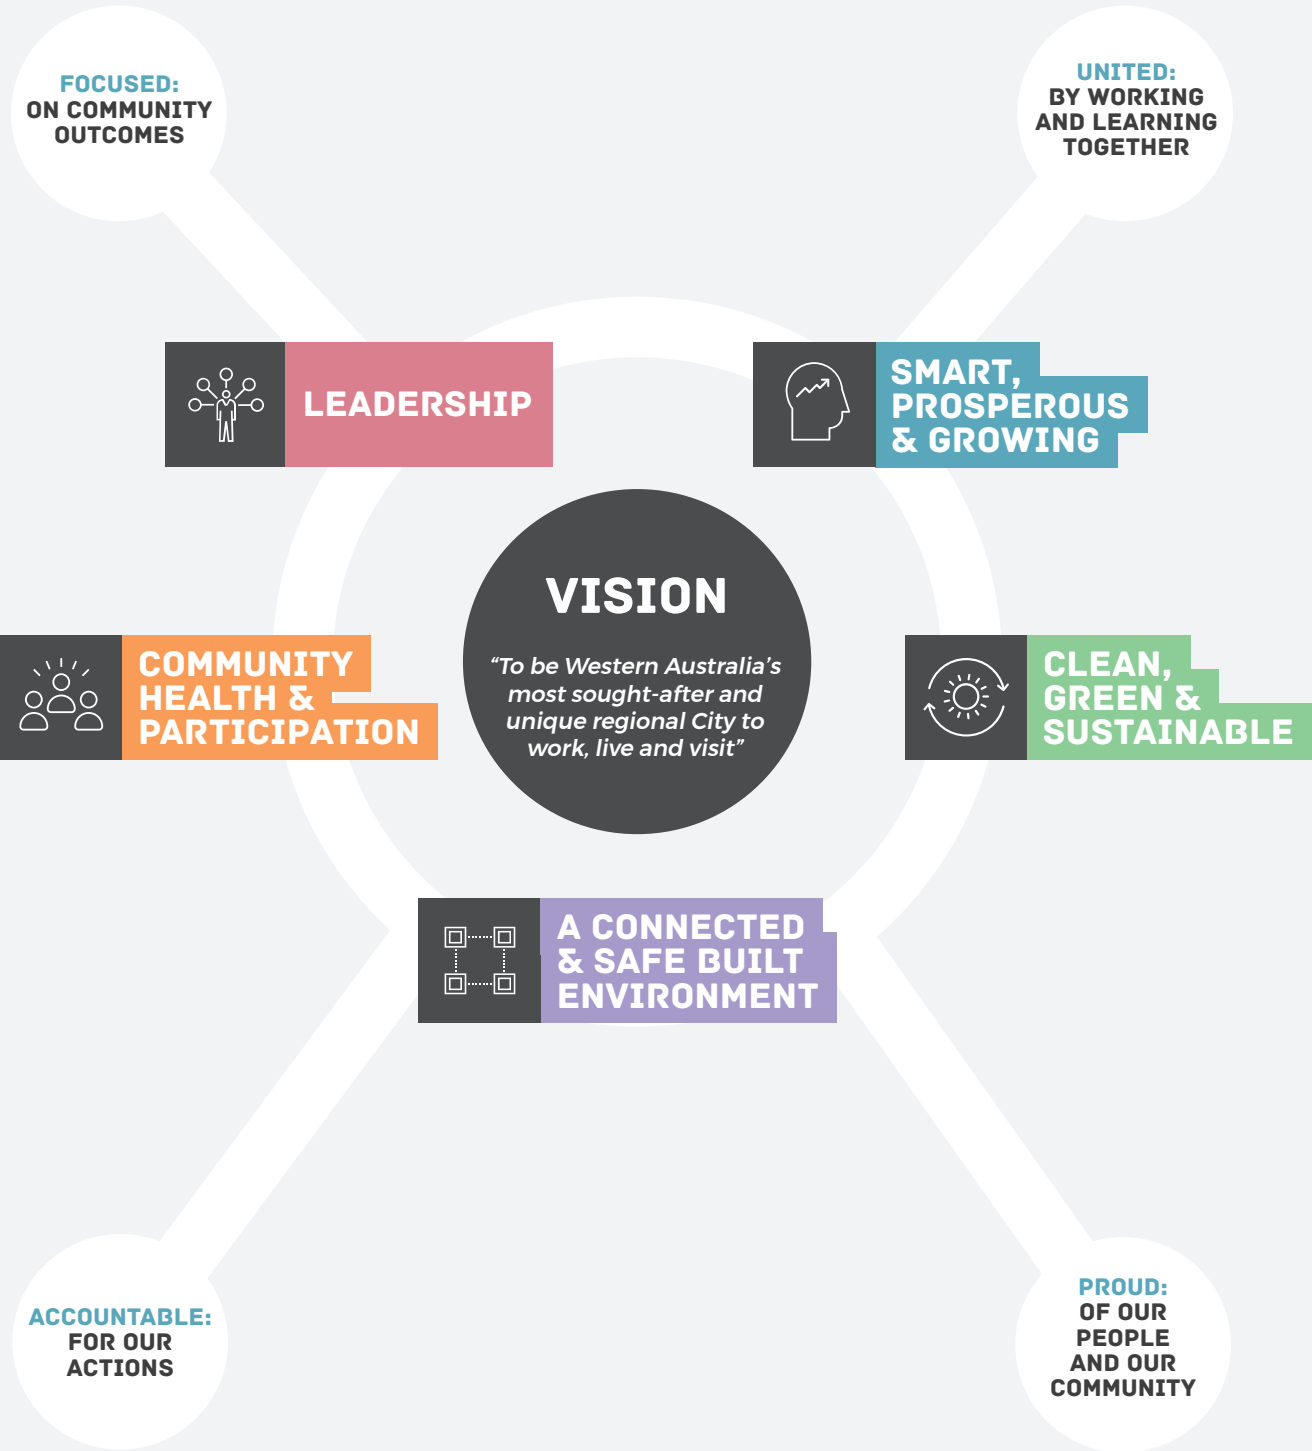 FOCUSED:
ON COMMUNITY
OUTCOMES
UNITED:
BY WORKING
AND LEARNING
TOGETHER
LEADERSHIP
SMART,
PROSPEROUS
& GROWING
VISION
“To be Western Australia’s
most sought-after and
unique regional City to
work, live and visit”
COMMUNITY
HEALTH &
PARTICIPATION
CLEAN,
GREEN &
SUSTAINABLE
A CONNECTED
& SAFE BUILT
ENVIRONMENT
ACCOUNTABLE:
FOR OUR
ACTIONS
PROUD:
OF OUR
PEOPLE
AND OUR
COMMUNITY